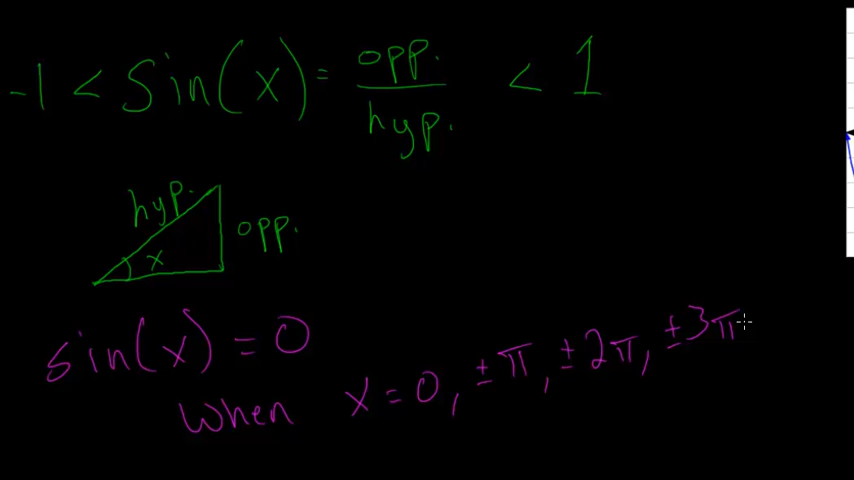 -1 < Sin(x) = opp. / hyp. < 1
hyp.
opp.
x
sin(x) = 0
when x = 0, ± π, ± 2π, ± 3π